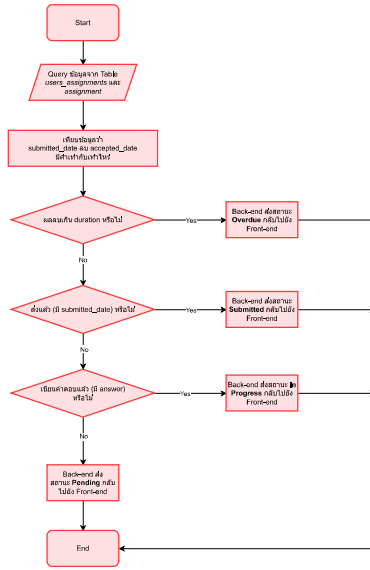 Start
Query ข้อมูลจาก Table
users_assignments และ
assignment
เทียบข้อมูลว่า
submitted_date ลบ accepted_date
มีค่าเท่ากับเท่าไหร่
ผลลบเกิน duration หรือไม่
Yes
Back-end ส่งสถานะ
Overdue กลับไปยัง
Front-end
No
ส่งแล้ว (มี submitted_date) หรือไม่
Yes
Back-end ส่งสถานะ
Submitted กลับไปยัง
Front-end
No
เขียนคำตอบแล้ว (มี answer)
หรือไม่
Yes
Back-end ส่งสถานะ In
Progress กลับไปยัง
Front-end
No
Back-end ส่ง
สถานะ Pending กลับ
ไปยัง Front-end
End